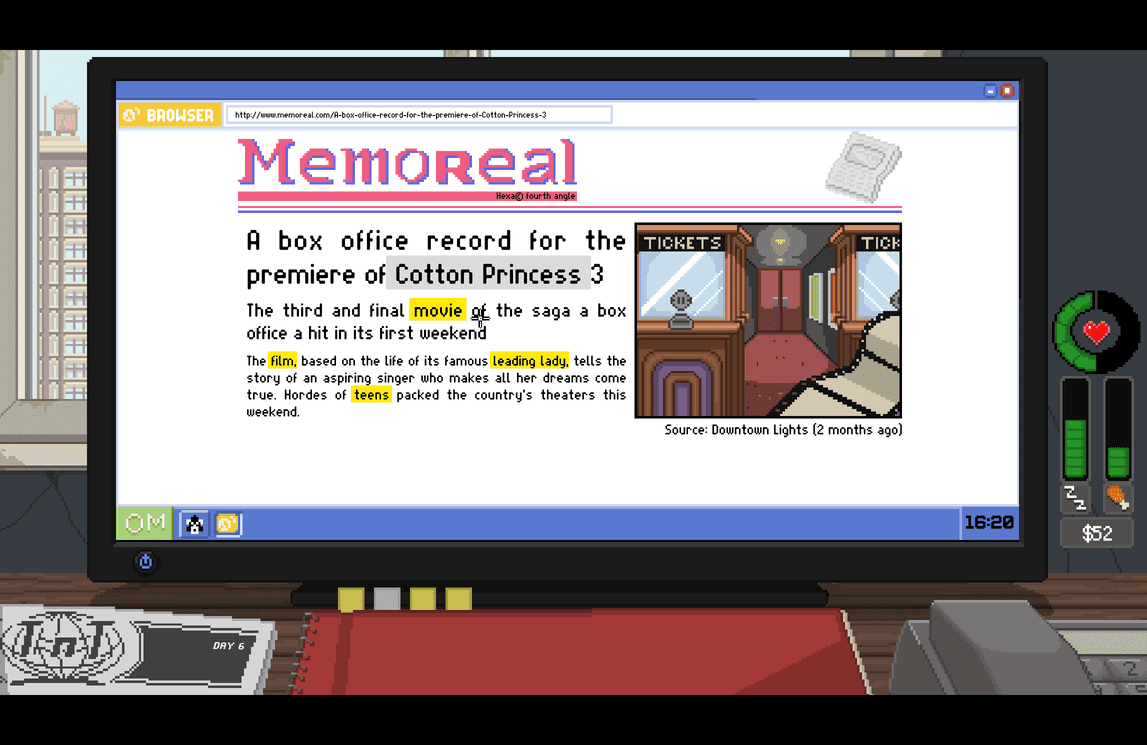 BROWSER
http://www.memoreal.com/A-box-office-record-for-the-premiere-of-Cotton-Princess-3
Memoreal
Hexa© fourth angle
A box office record for the
premiere of Cotton Princess 3
The third and final movie of the saga a box
office a hit in its first weekend
The film, based on the life of its famous leading lady, tells the
story of an aspiring singer who makes all her dreams come
true. Hordes of teens packed the country's theaters this
weekend.
TICKETS
TICK
Source: Downtown Lights (2 months ago)
OM
16:20
ZZZ
$52
TnT
DAY 6
2